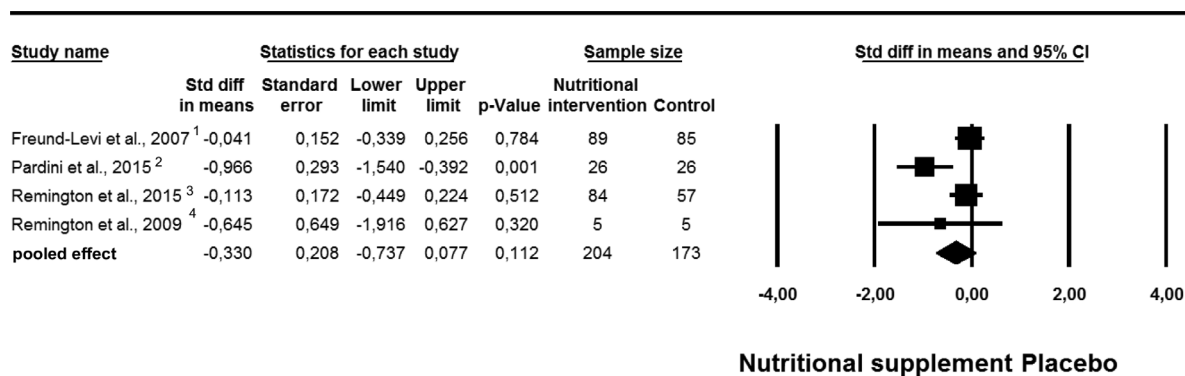 Study name Statistics for each study Sample size Std diff in means and 95% CI
Std diff Standard Lower Upper Nutritional
in means error limit limit p-Value intervention Control
Freund-Levi et al., 2007 1 -0,041 0,152 -0,339 0,256 0,784 89 85
Pardini et al., 2015 2 -0,966 0,293 -1,540 -0,392 0,001 26 26
Remington et al., 2015 3 -0,113 0,172 -0,449 0,224 0,512 84 57
Remington et al., 2009 4 -0,645 0,649 -1,916 0,627 0,320 5 5
pooled effect -0,330 0,208 -0,737 0,077 0,112 204 173
-4,00 -2,00 0,00 2,00 4,00
Nutritional supplement Placebo